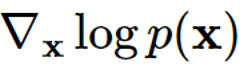 ∇ₓ log p(𝐱)